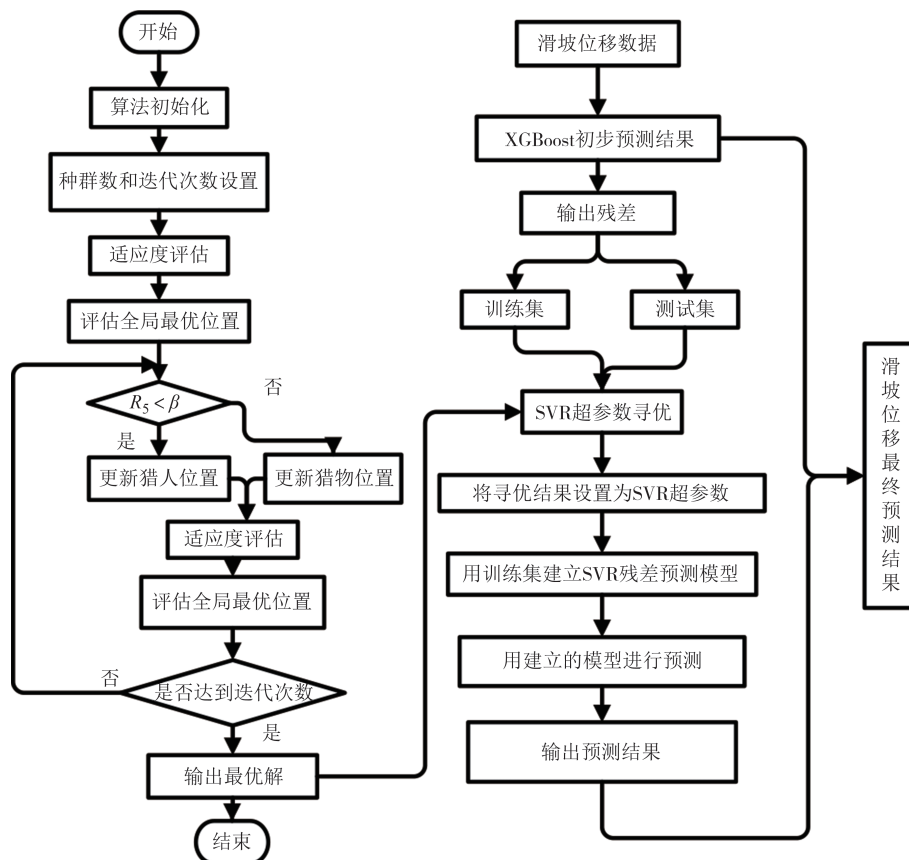 开始
算法初始化
种群数和迭代次数设置
适应度评估
评估全局最优位置
R5<β
否
是
更新猎人位置
更新猎物位置
适应度评估
评估全局最优位置
否
是否达到迭代次数
是
输出最优解
结束
滑坡位移数据
XGBoost初步预测结果
输出残差
训练集
测试集
SVR超参数寻优
将寻优结果设置为SVR超参数
用训练集建立SVR残差预测模型
用建立的模型进行预测
输出预测结果
滑坡位移最终预测结果